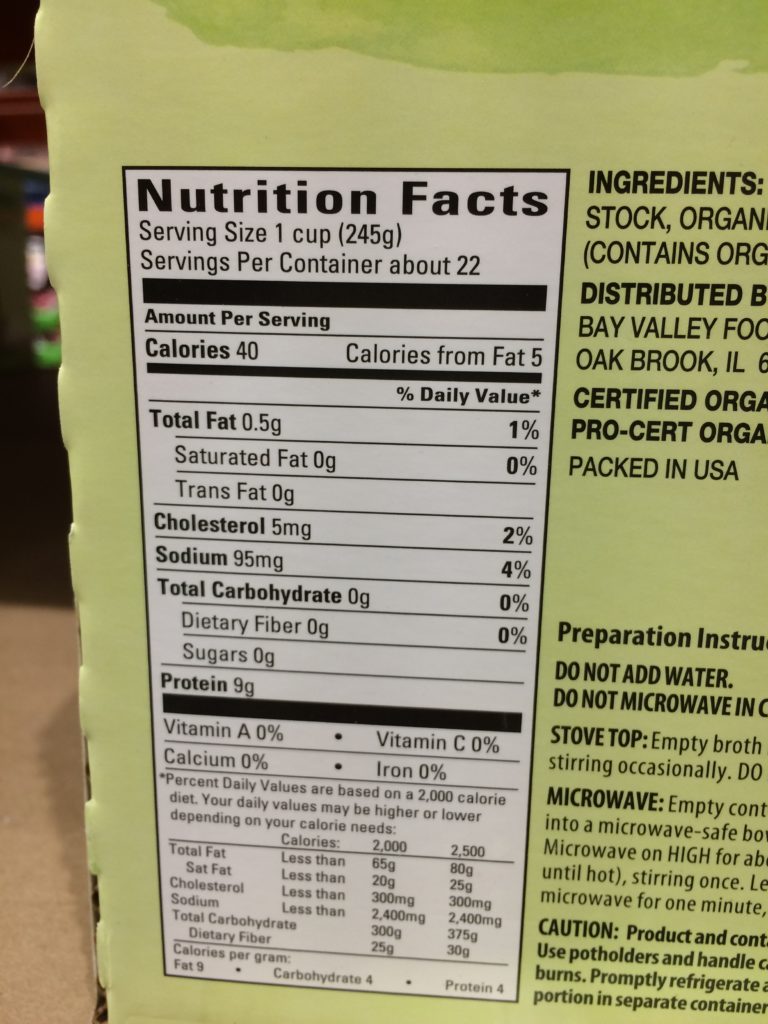 Nutrition Facts
Serving Size 1 cup (245g)
Servings Per Container about 22
Amount Per Serving
Calories 40 Calories from Fat 5
% Daily Value*
Total Fat 0.5g 1%
Saturated Fat 0g 0%
Trans Fat 0g
Cholesterol 5mg 2%
Sodium 95mg 4%
Total Carbohydrate 0g 0%
Dietary Fiber 0g 0%
Sugars 0g
Protein 9g
Vitamin A 0% • Vitamin C 0%
Calcium 0% • Iron 0%
*Percent Daily Values are based on a 2,000 calorie
diet. Your daily values may be higher or lower
depending on your calorie needs:
Calories: 2,000 2,500
Total Fat Less than 65g 80g
Sat Fat Less than 20g 25g
Cholesterol Less than 300mg 300mg
Sodium Less than 2,400mg 2,400mg
Total Carbohydrate 300g 375g
Dietary Fiber 25g 30g
Calories per gram:
Fat 9 • Carbohydrate 4 • Protein 4
INGREDIENTS:
STOCK, ORGANI
(CONTAINS ORG
DISTRIBUTED B
BAY VALLEY FOO
OAK BROOK, IL 6
CERTIFIED ORGA
PRO-CERT ORGA
PACKED IN USA
Preparation Instru
DO NOT ADD WATER.
DO NOT MICROWAVE IN C
STOVE TOP: Empty broth
stirring occasionally. DO
MICROWAVE: Empty cont
into a microwave-safe bo
Microwave on HIGH for ab
until hot), stirring once. Le
microwave for one minute,
CAUTION: Product and cont
Use potholders and handle c
burns. Promptly refrigerate a
portion in separate container